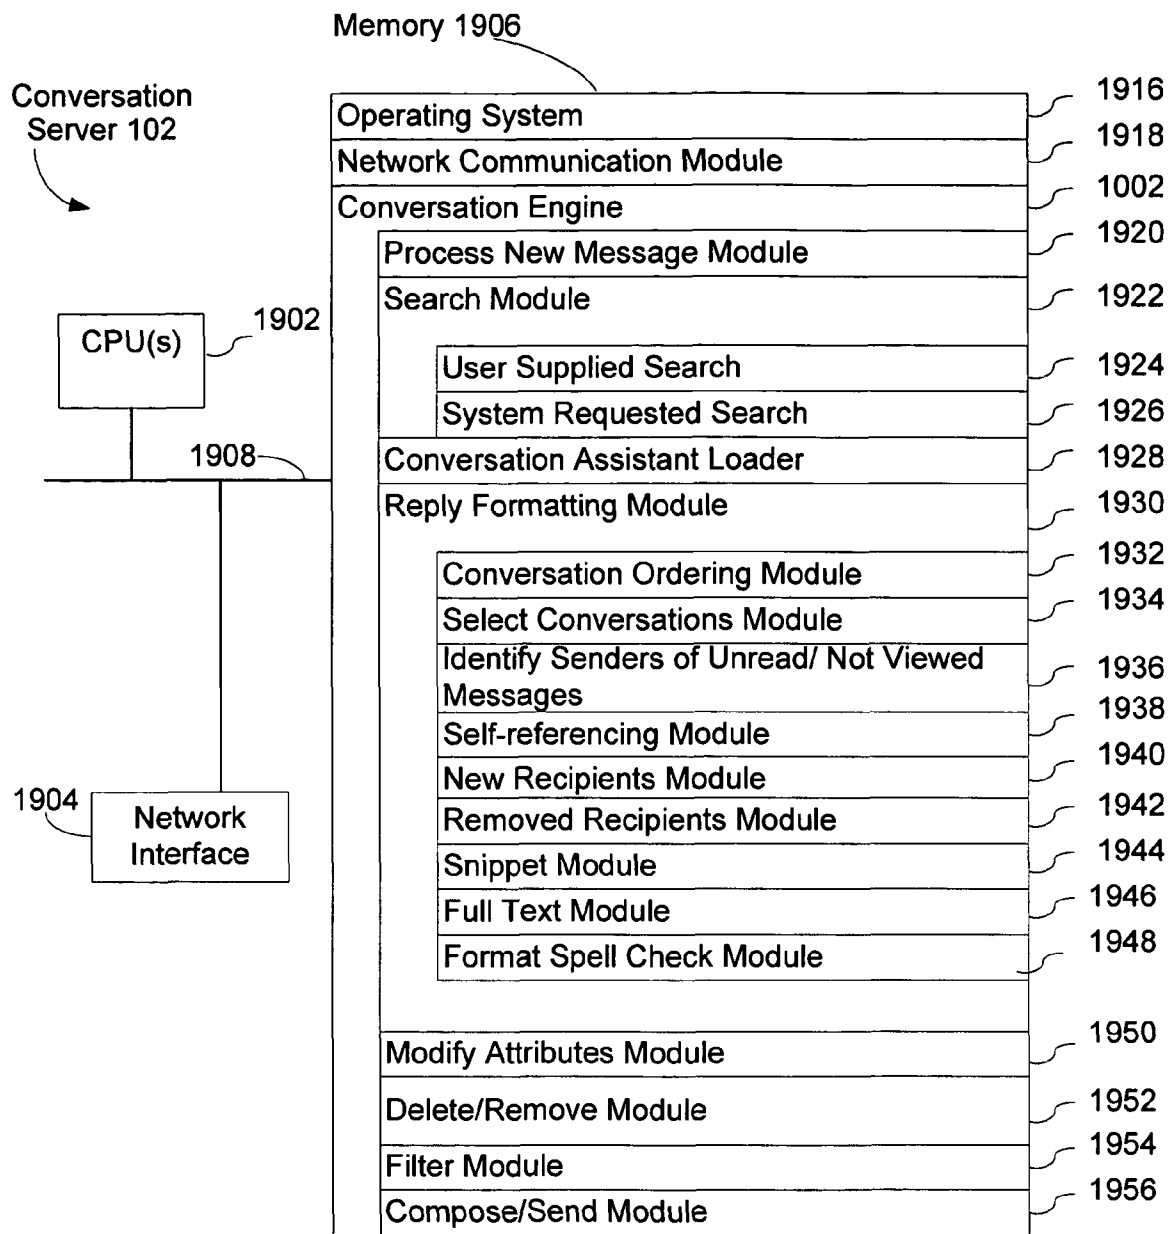 Memory 1906
Conversation
Server 102
Operating System 1916
Network Communication Module 1918
Conversation Engine 1002
Process New Message Module 1920
Search Module 1922
CPU(s) 1902
User Supplied Search 1924
System Requested Search 1926
1908
Conversation Assistant Loader 1928
Reply Formatting Module 1930
Conversation Ordering Module 1932
Select Conversations Module 1934
Identify Senders of Unread/ Not Viewed
Messages 1936
Self-referencing Module 1938
New Recipients Module 1940
1904
Network
Interface
Removed Recipients Module 1942
Snippet Module 1944
Full Text Module 1946
Format Spell Check Module 1948
Modify Attributes Module 1950
Delete/Remove Module 1952
Filter Module 1954
Compose/Send Module 1956